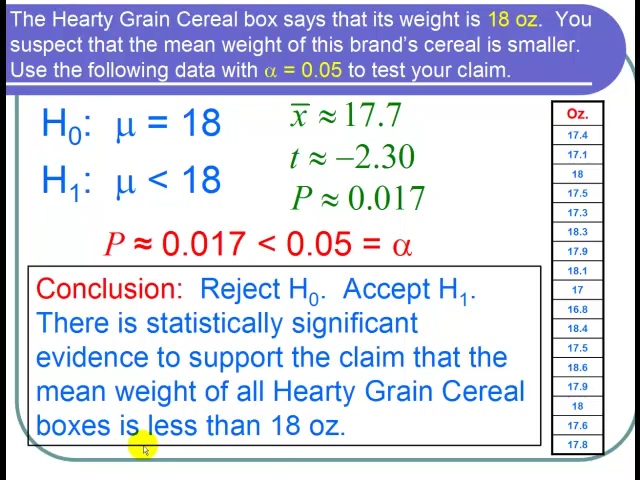 The Hearty Grain Cereal box says that its weight is 18 oz. You
suspect that the mean weight of this brand's cereal is smaller.
Use the following data with α = 0.05 to test your claim.
H₀: μ = 18
H₁: μ < 18
x̄ ≈ 17.7
t ≈ −2.30
P ≈ 0.017
P ≈ 0.017 < 0.05 = α
Conclusion: Reject H₀. Accept H₁.
There is statistically significant
evidence to support the claim that the
mean weight of all Hearty Grain Cereal
boxes is less than 18 oz.
Oz.
17.4
17.1
18
17.5
17.3
18.3
17.9
18.1
17
16.8
18.4
17.5
18.6
17.9
18
17.6
17.8